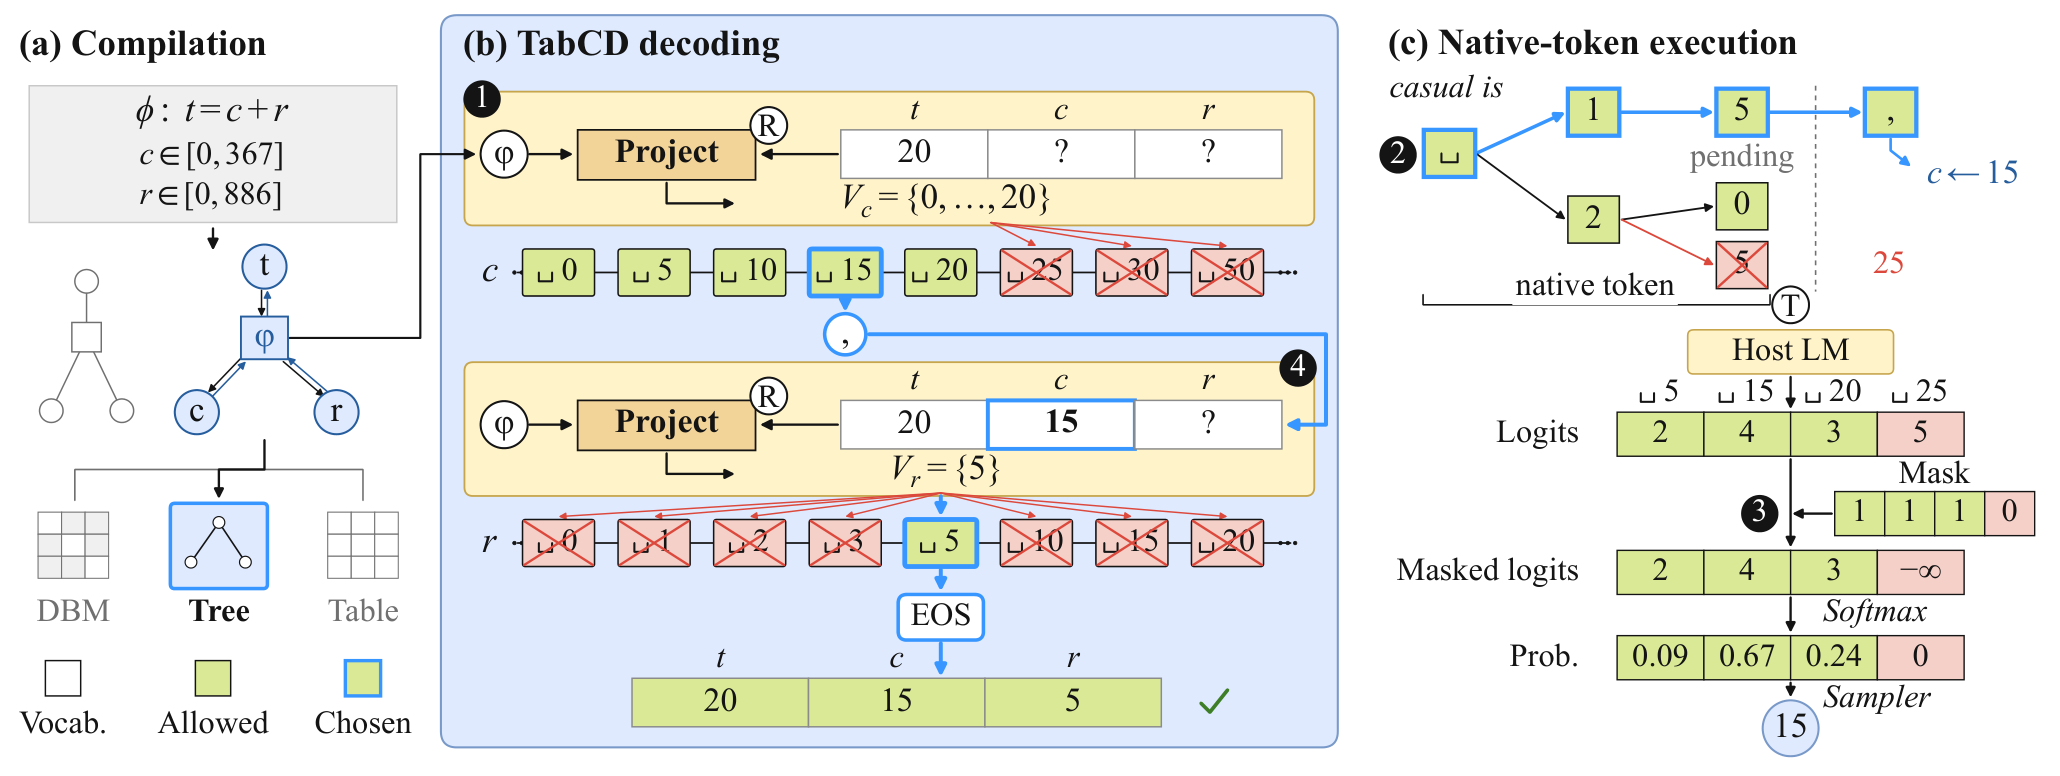 (a) Compilation
ϕ: t = c + r
c ∈ [0, 367]
r ∈ [0, 886]
t
φ
c
r
DBM
Tree
Table
Vocab.
Allowed
Chosen
(b) TabCD decoding
1
φ
Project
R
t c r
20 ? ?
V_c = {0, …, 20}
c ␣0 ␣5 ␣10 ␣15 ␣20 ␣25 ␣30 ␣50
,
4
φ
Project
R
t c r
20 15 ?
V_r = {5}
r ␣0 ␣1 ␣2 ␣3 ␣5 ␣10 ␣15 ␣20
EOS
t c r
20 15 5 ✓
(c) Native-token execution
casual is
1 5 ,
2 ␣
pending
c ← 15
2 0
5
25
native token
T
Host LM
␣5 ␣15 ␣20 ␣25
Logits 2 4 3 5
Mask
3 1 1 1 0
Masked logits 2 4 3 −∞
Softmax
Prob. 0.09 0.67 0.24 0
Sampler
15